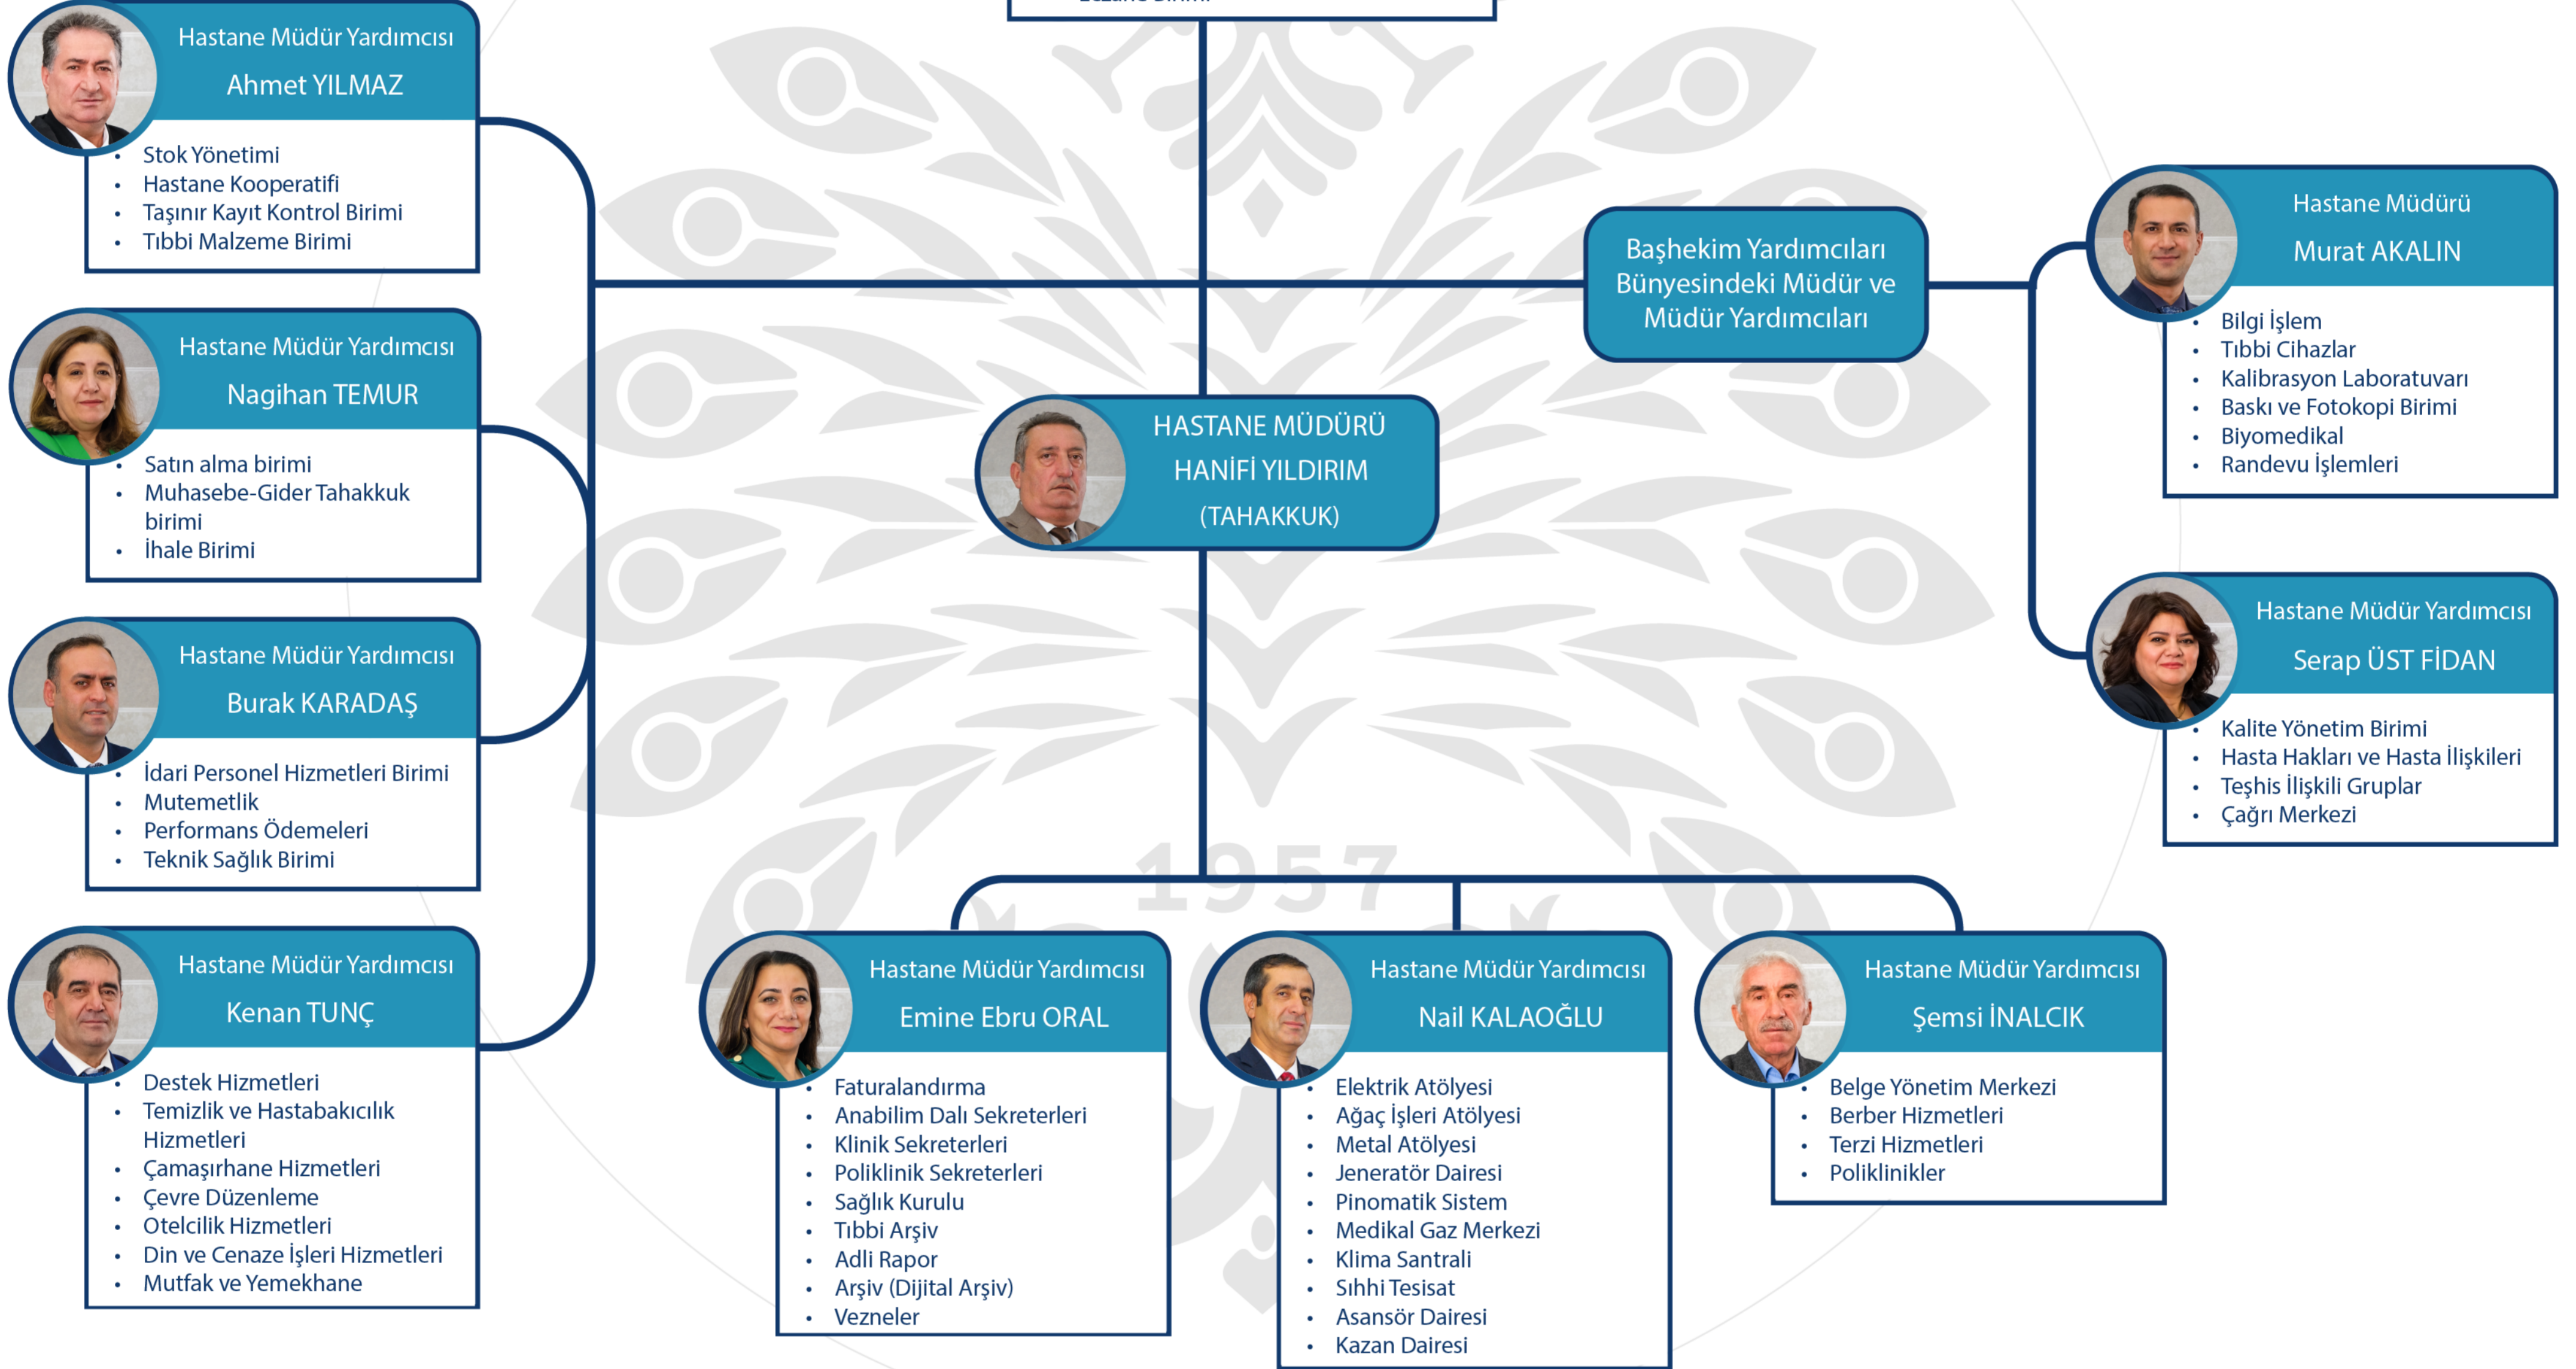 Hastane Müdür Yardımcısı
Ahmet YILMAZ
• Stok Yönetimi
• Hastane Kooperatifi
• Taşınır Kayıt Kontrol Birimi
• Tıbbi Malzeme Birimi
Hastane Müdür Yardımcısı
Nagihan TEMUR
• Satın alma birimi
• Muhasebe-Gider Tahakkuk
birimi
• İhale Birimi
Hastane Müdür Yardımcısı
Burak KARADAŞ
• İdari Personel Hizmetleri Birimi
• Mutemetlik
• Performans Ödemeleri
• Teknik Sağlık Birimi
Hastane Müdür Yardımcısı
Kenan TUNÇ
• Destek Hizmetleri
• Temizlik ve Hastabakıcılık
Hizmetleri
• Çamaşırhane Hizmetleri
• Çevre Düzenleme
• Otelcilik Hizmetleri
• Din ve Cenaze İşleri Hizmetleri
• Mutfak ve Yemekhane
Başhekim Yardımcıları
Bünyesindeki Müdür ve
Müdür Yardımcıları
Hastane Müdürü
Murat AKALIN
• Bilgi İşlem
• Tıbbi Cihazlar
• Kalibrasyon Laboratuvarı
• Baskı ve Fotokopi Birimi
• Biyomedikal
• Randevu İşlemleri
Hastane Müdür Yardımcısı
Serap ÜST FİDAN
• Kalite Yönetim Birimi
• Hasta Hakları ve Hasta İlişkileri
• Teşhis İlişkili Gruplar
• Çağrı Merkezi
HASTANE MÜDÜRÜ
HANİFİ YILDIRIM
(TAHAKKUK)
1957
Hastane Müdür Yardımcısı
Emine Ebru ORAL
• Faturalandırma
• Anabilim Dalı Sekreterleri
• Klinik Sekreterleri
• Poliklinik Sekreterleri
• Sağlık Kurulu
• Tıbbi Arşiv
• Adli Rapor
• Arşiv (Dijital Arşiv)
• Vezneler
Hastane Müdür Yardımcısı
Nail KALAOĞLU
• Elektrik Atölyesi
• Ağaç İşleri Atölyesi
• Metal Atölyesi
• Jeneratör Dairesi
• Pinomatik Sistem
• Medikal Gaz Merkezi
• Klima Santrali
• Sıhhi Tesisat
• Asansör Dairesi
• Kazan Dairesi
Hastane Müdür Yardımcısı
Şemsi İNALCIK
• Belge Yönetim Merkezi
• Berber Hizmetleri
• Terzi Hizmetleri
• Poliklinikler